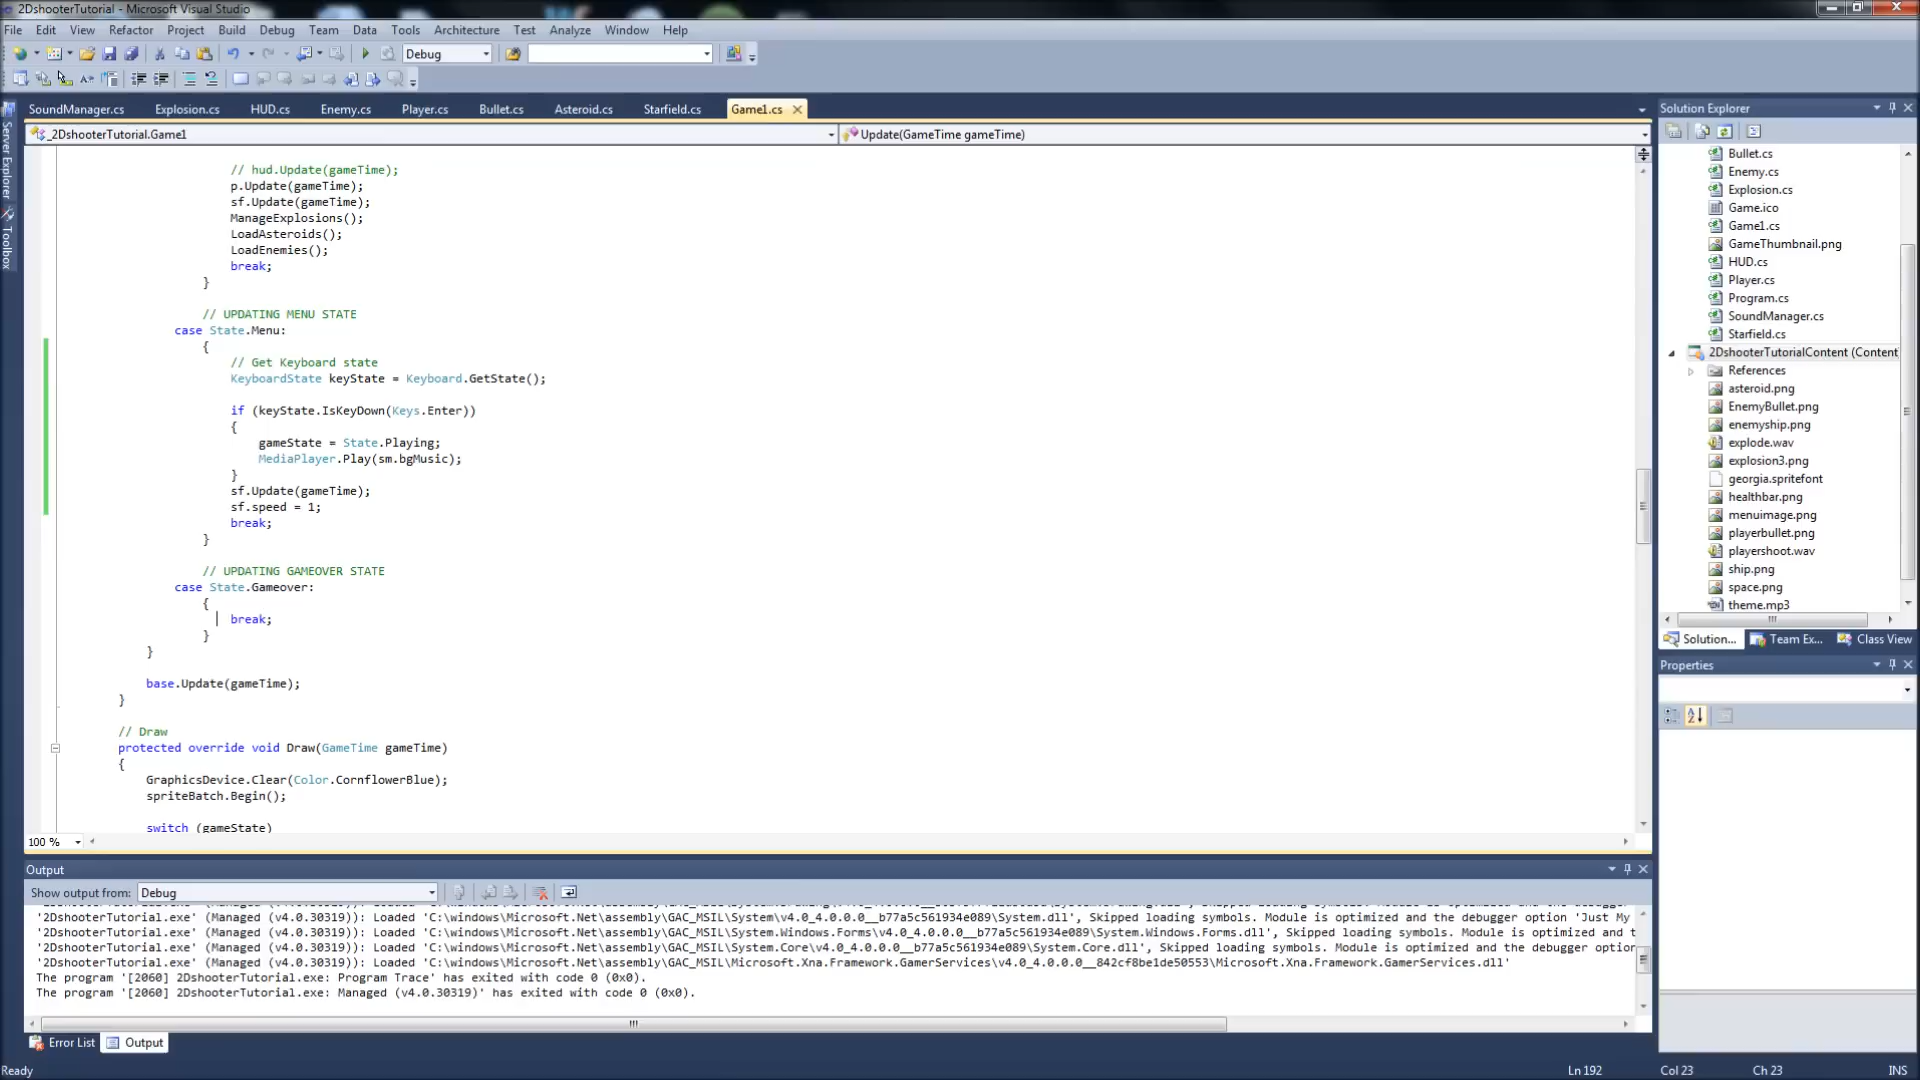 2DshooterTutorial - Microsoft Visual Studio
File Edit View Refactor Project Build Debug Team Data Tools Architecture Test Analyze Window Help
Debug
SoundManager.cs Explosion.cs HUD.cs Enemy.cs Player.cs Bullet.cs Asteroid.cs Starfield.cs Game1.cs
_2DshooterTutorial.Game1 Update(GameTime gameTime)
// hud.Update(gameTime);
p.Update(gameTime);
sf.Update(gameTime);
ManageExplosions();
LoadAsteroids();
LoadEnemies();
break;
}
// UPDATING MENU STATE
case State.Menu:
{
// Get Keyboard state
KeyboardState keyState = Keyboard.GetState();
if (keyState.IsKeyDown(Keys.Enter))
{
gameState = State.Playing;
MediaPlayer.Play(sm.bgMusic);
}
sf.Update(gameTime);
sf.speed = 1;
break;
}
// UPDATING GAMEOVER STATE
case State.Gameover:
{
break;
}
}
base.Update(gameTime);
}
// Draw
protected override void Draw(GameTime gameTime)
{
GraphicsDevice.Clear(Color.CornflowerBlue);
spriteBatch.Begin();
switch (gameState)
100 %
Server Explorer
Toolbox
Solution Explorer
Bullet.cs
Enemy.cs
Explosion.cs
Game.ico
Game1.cs
GameThumbnail.png
HUD.cs
Player.cs
Program.cs
SoundManager.cs
Starfield.cs
2DshooterTutorialContent (Content
References
asteroid.png
EnemyBullet.png
enemyship.png
explode.wav
explosion3.png
georgia.spritefont
healthbar.png
menuimage.png
playerbullet.png
playershoot.wav
ship.png
space.png
theme.mp3
Solution... Team Ex... Class View
Properties
Output
Show output from: Debug
'2DshooterTutorial.exe' (Managed (v4.0.30319)): Loaded 'C:\windows\Microsoft.Net\assembly\GAC_MSIL\System\v4.0_4.0.0.0__b77a5c561934e089\System.dll', Skipped loading symbols. Module is optimized and the debugger option 'Just My
'2DshooterTutorial.exe' (Managed (v4.0.30319)): Loaded 'C:\windows\Microsoft.Net\assembly\GAC_MSIL\System.Windows.Forms\v4.0_4.0.0.0__b77a5c561934e089\System.Windows.Forms.dll', Skipped loading symbols. Module is optimized and t
'2DshooterTutorial.exe' (Managed (v4.0.30319)): Loaded 'C:\windows\Microsoft.Net\assembly\GAC_MSIL\System.Core\v4.0_4.0.0.0__b77a5c561934e089\System.Core.dll', Skipped loading symbols. Module is optimized and the debugger option
'2DshooterTutorial.exe' (Managed (v4.0.30319)): Loaded 'C:\windows\Microsoft.Net\assembly\GAC_MSIL\Microsoft.Xna.Framework.GamerServices\v4.0_4.0.0.0__842cf8be1de50553\Microsoft.Xna.Framework.GamerServices.dll'
The program '[2060] 2DshooterTutorial.exe: Program Trace' has exited with code 0 (0x0).
The program '[2060] 2DshooterTutorial.exe: Managed (v4.0.30319)' has exited with code 0 (0x0).
Error List Output
Ready Ln 192 Col 23 Ch 23 INS